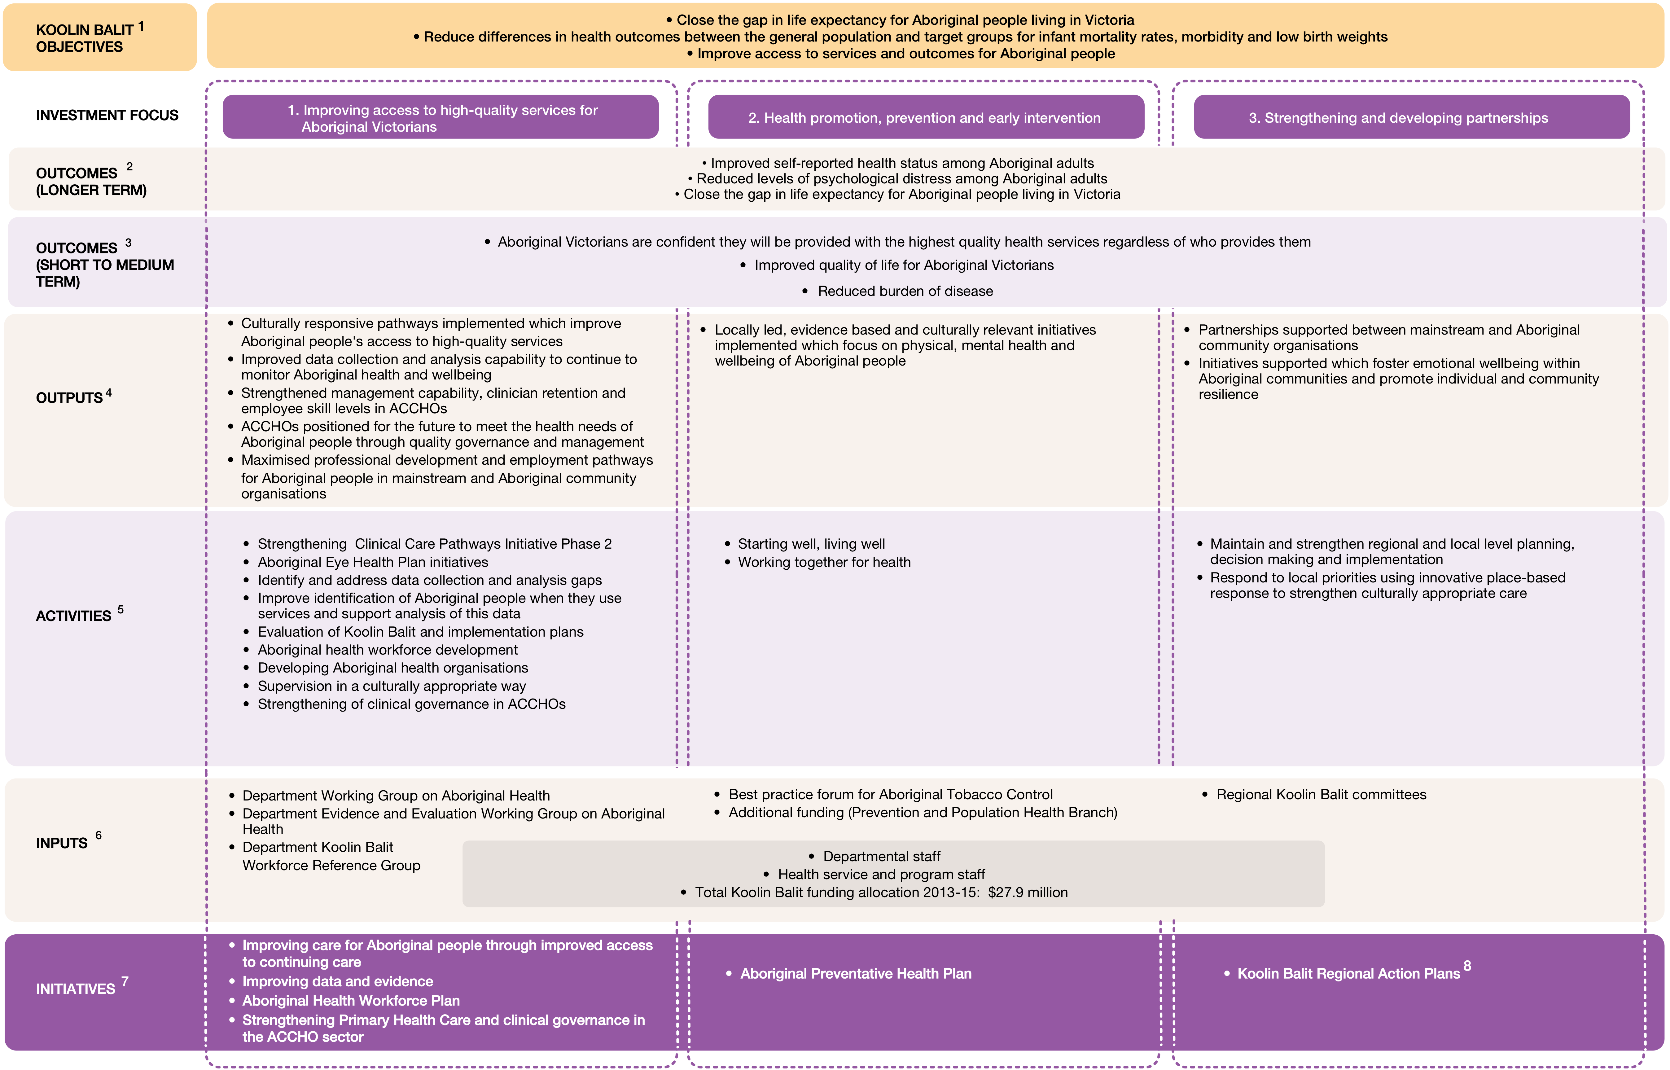 KOOLIN BALIT 1
OBJECTIVES
• Close the gap in life expectancy for Aboriginal people living in Victoria
• Reduce differences in health outcomes between the general population and target groups for infant mortality rates, morbidity and low birth weights
• Improve access to services and outcomes for Aboriginal people
INVESTMENT FOCUS
1. Improving access to high-quality services for
Aboriginal Victorians
2. Health promotion, prevention and early intervention
3. Strengthening and developing partnerships
OUTCOMES 2
(LONGER TERM)
• Improved self-reported health status among Aboriginal adults
• Reduced levels of psychological distress among Aboriginal adults
• Close the gap in life expectancy for Aboriginal people living in Victoria
OUTCOMES 3
(SHORT TO MEDIUM
TERM)
• Aboriginal Victorians are confident they will be provided with the highest quality health services regardless of who provides them
• Improved quality of life for Aboriginal Victorians
• Reduced burden of disease
OUTPUTS 4
• Culturally responsive pathways implemented which improve
Aboriginal people's access to high-quality services
• Improved data collection and analysis capability to continue to
monitor Aboriginal health and wellbeing
• Strengthened management capability, clinician retention and
employee skill levels in ACCHOs
• ACCHOs positioned for the future to meet the health needs of
Aboriginal people through quality governance and management
• Maximised professional development and employment pathways
for Aboriginal people in mainstream and Aboriginal community
organisations
• Locally led, evidence based and culturally relevant initiatives
implemented which focus on physical, mental health and
wellbeing of Aboriginal people
• Partnerships supported between mainstream and Aboriginal
community organisations
• Initiatives supported which foster emotional wellbeing within
Aboriginal communities and promote individual and community
resilience
ACTIVITIES 5
• Strengthening Clinical Care Pathways Initiative Phase 2
• Aboriginal Eye Health Plan initiatives
• Identify and address data collection and analysis gaps
• Improve identification of Aboriginal people when they use
services and support analysis of this data
• Evaluation of Koolin Balit and implementation plans
• Aboriginal health workforce development
• Developing Aboriginal health organisations
• Supervision in a culturally appropriate way
• Strengthening of clinical governance in ACCHOs
• Starting well, living well
• Working together for health
• Maintain and strengthen regional and local level planning,
decision making and implementation
• Respond to local priorities using innovative place-based
response to strengthen culturally appropriate care
INPUTS 6
• Department Working Group on Aboriginal Health
• Department Evidence and Evaluation Working Group on Aboriginal
Health
• Department Koolin Balit
Workforce Reference Group
• Best practice forum for Aboriginal Tobacco Control
• Additional funding (Prevention and Population Health Branch)
• Regional Koolin Balit committees
• Departmental staff
• Health service and program staff
• Total Koolin Balit funding allocation 2013-15: $27.9 million
INITIATIVES 7
• Improving care for Aboriginal people through improved access
to continuing care
• Improving data and evidence
• Aboriginal Health Workforce Plan
• Strengthening Primary Health Care and clinical governance in
the ACCHO sector
• Aboriginal Preventative Health Plan
• Koolin Balit Regional Action Plans 8